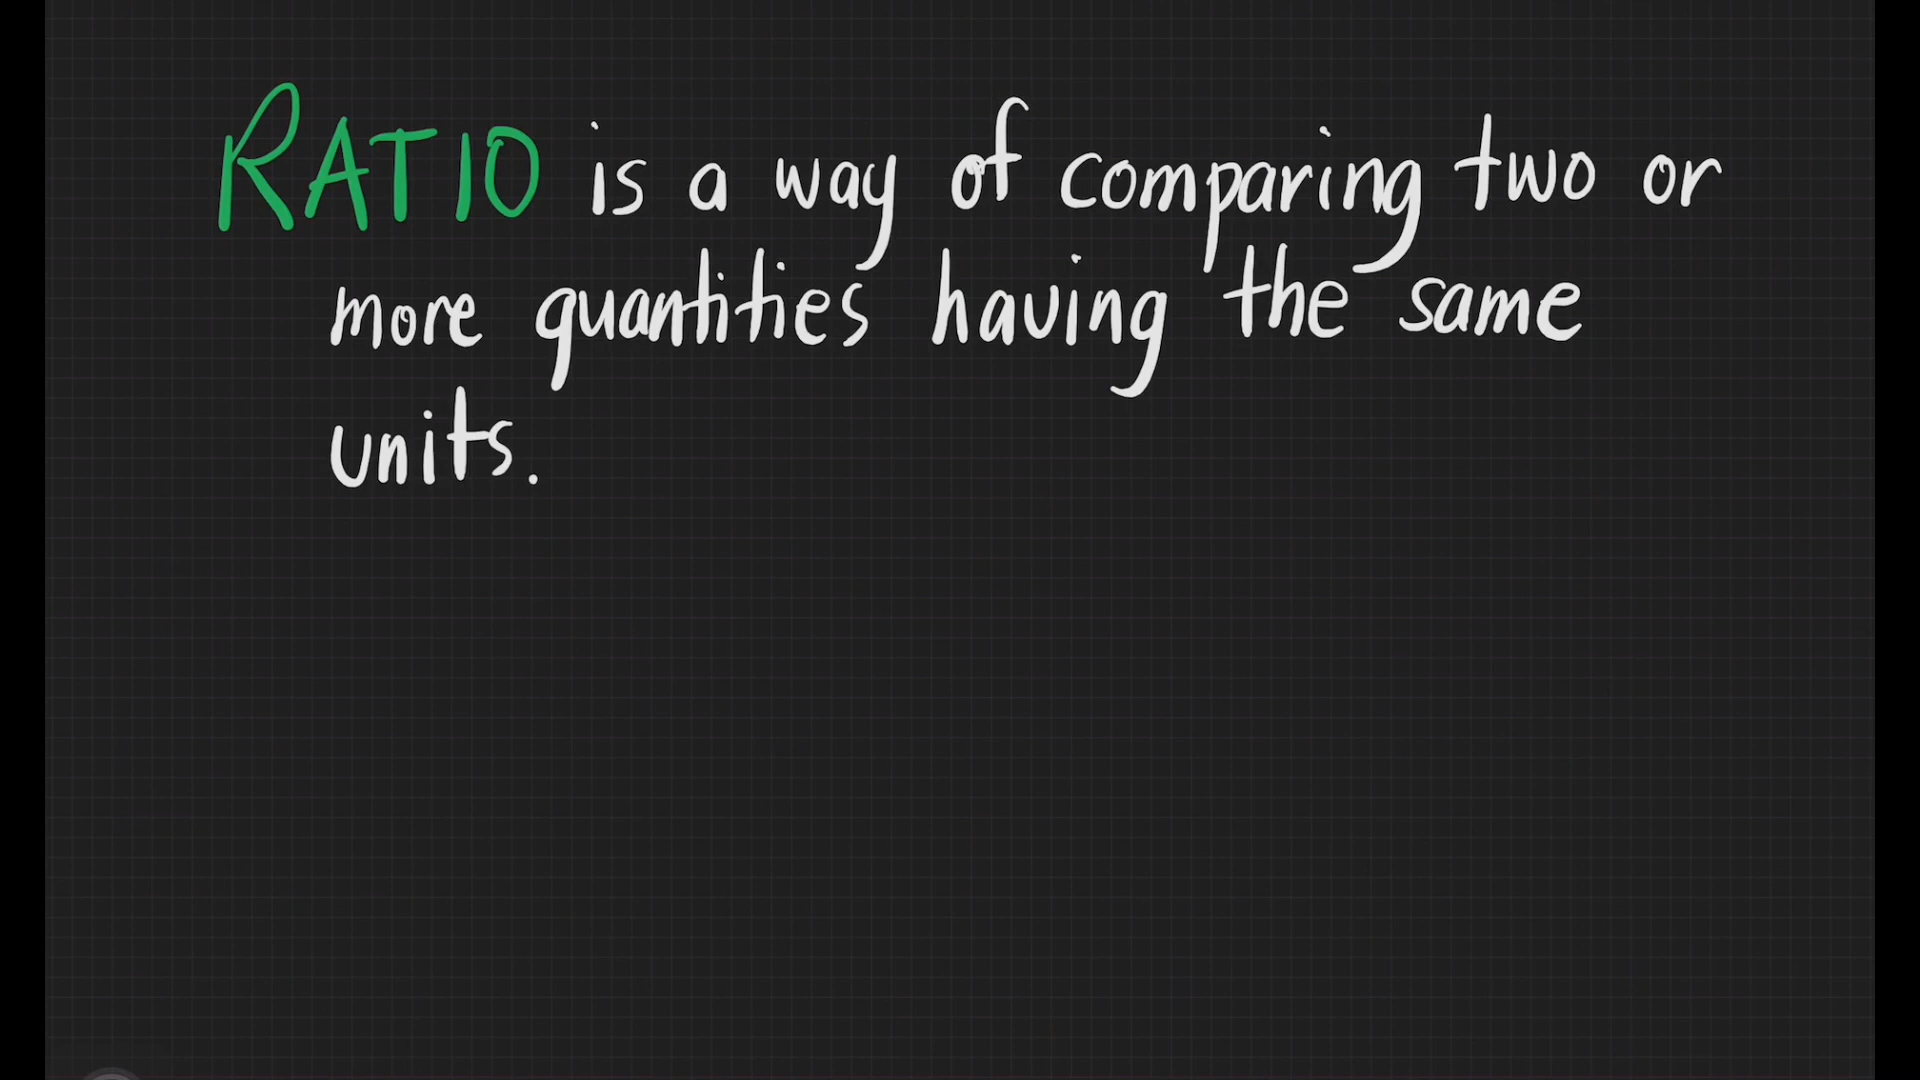 RATIO is a way of comparing two or
more quantities having the same
units.